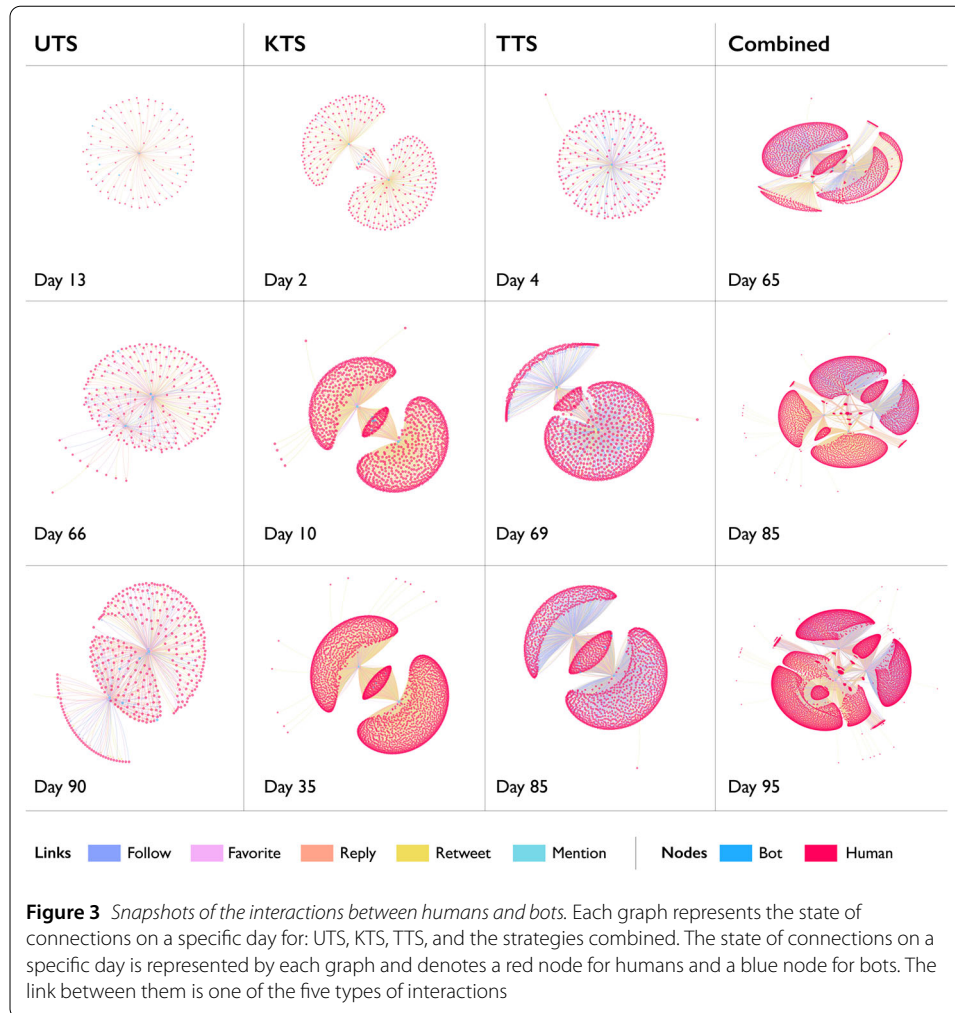 UTS KTS TTS Combined
Day 13 Day 2 Day 4 Day 65
Day 66 Day 10 Day 69 Day 85
Day 90 Day 35 Day 85 Day 95
Links Follow Favorite Reply Retweet Mention Nodes Bot Human
Figure 3 Snapshots of the interactions between humans and bots. Each graph represents the state of
connections on a specific day for: UTS, KTS, TTS, and the strategies combined. The state of connections on a
specific day is represented by each graph and denotes a red node for humans and a blue node for bots. The
link between them is one of the five types of interactions